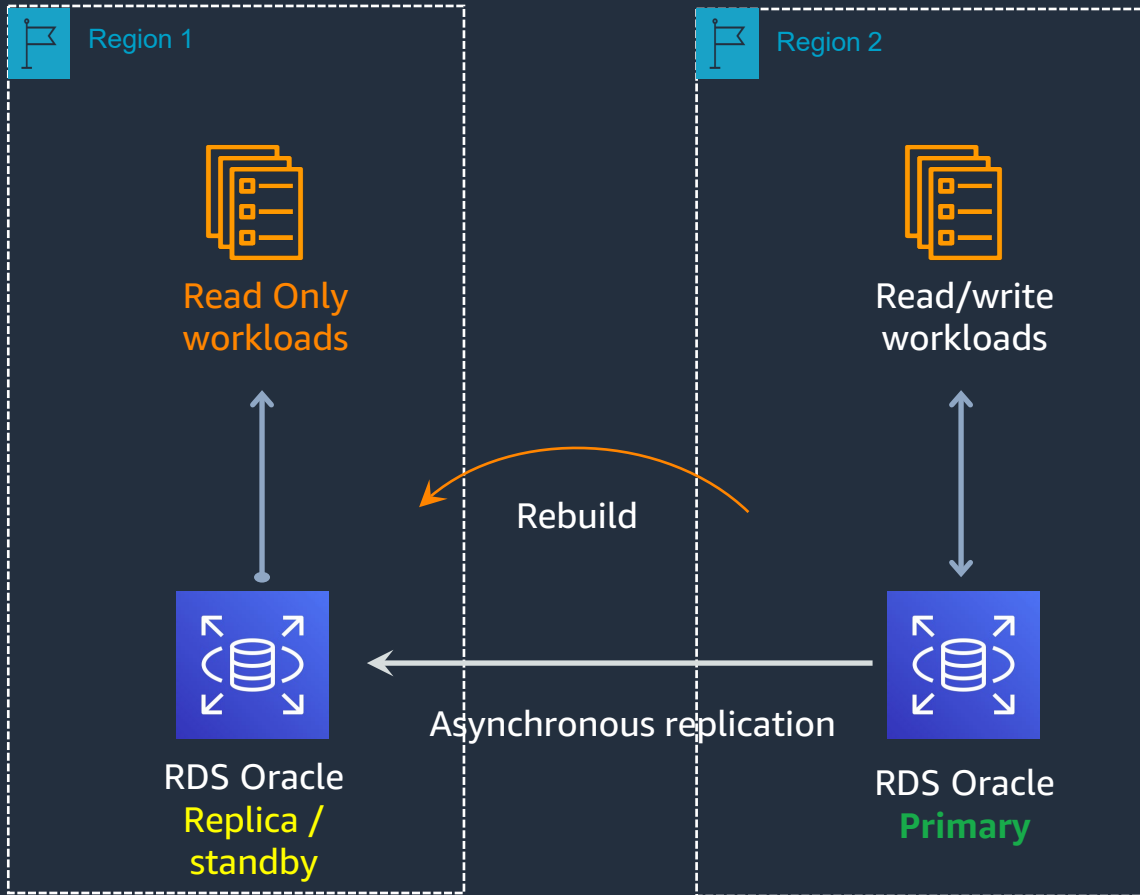 Region 1
Region 2
Read Only
workloads
Read/write
workloads
Rebuild
Asynchronous replication
RDS Oracle
Replica /
standby
RDS Oracle
Primary